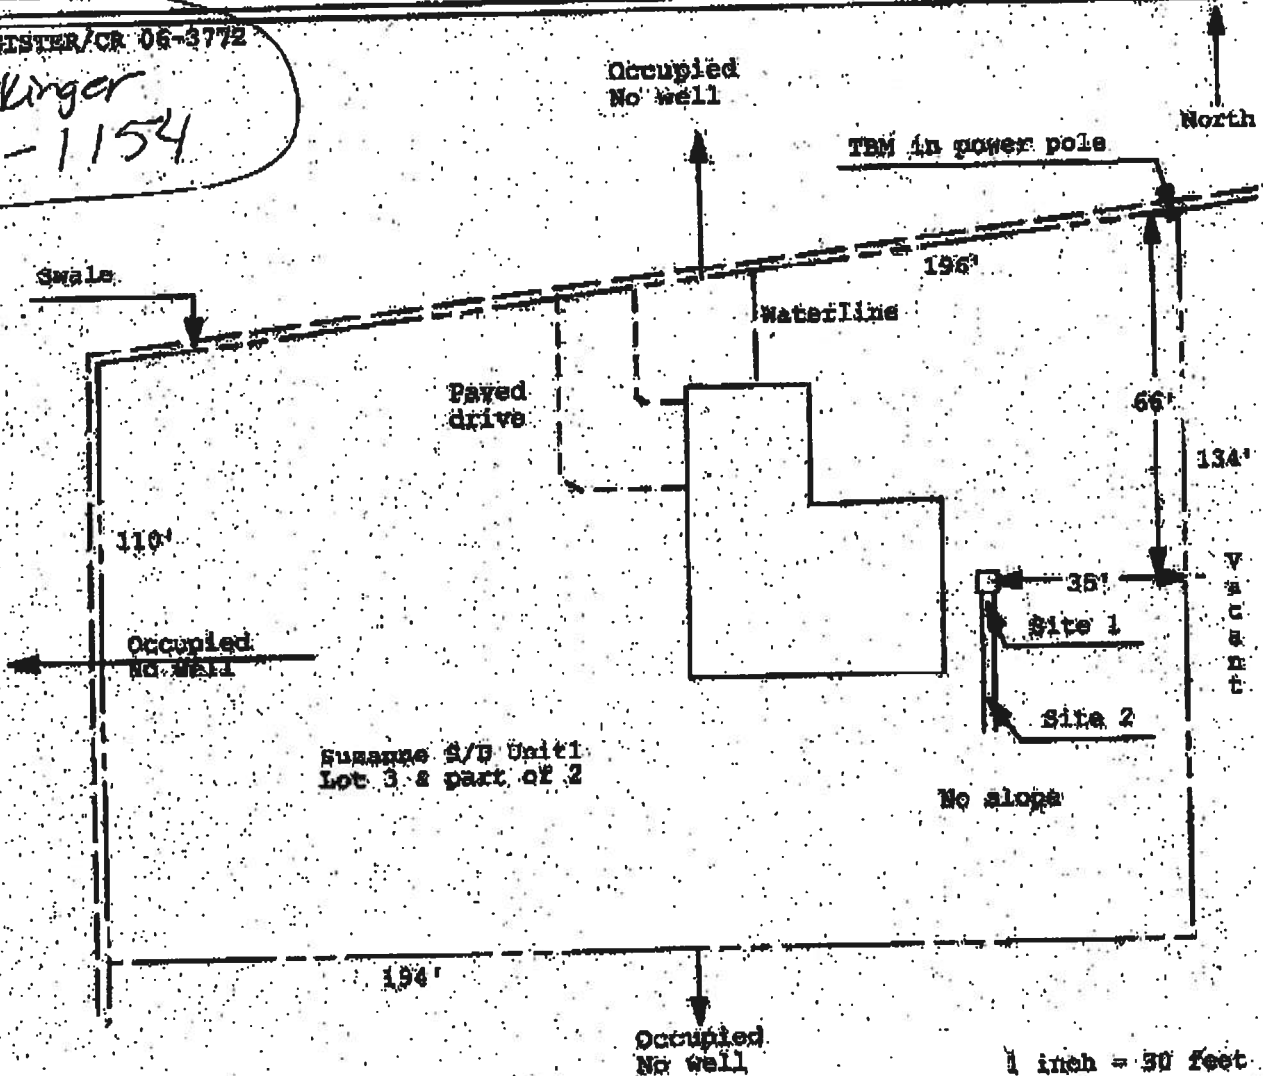 06-3772
1154
Occupied
No well
North
TBM in power pole
196'
Swale
Waterline
Paved
drive
66'
134'
110'
35'
Vacant
Site 1
Occupied
No well
Site 2
Suzanne S/D Unit1
Lot 3 & part of 2
No slope
194'
Occupied
No well
1 inch = 30 feet